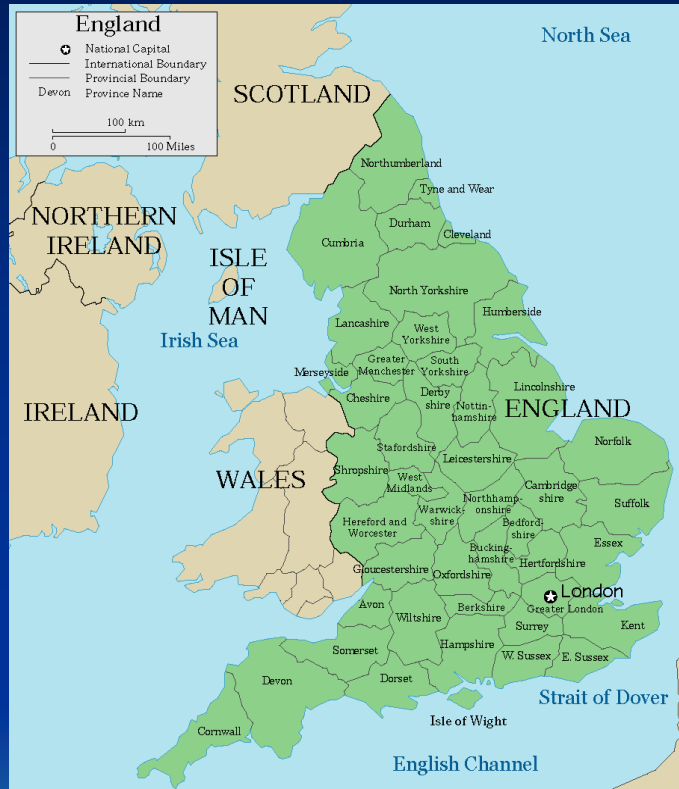 England
National Capital
International Boundary
Provincial Boundary
Devon Province Name
100 km
0 100 Miles
North Sea
SCOTLAND
Northumberland
Tyne and Wear
NORTHERN
IRELAND
Durham
Cleveland
Cumbria
ISLE
OF
MAN
North Yorkshire
Humberside
Lancashire
West
Yorkshire
Irish Sea
Greater
Manchester
South
Yorkshire
Merseyside
Lincolnshire
Cheshire
Derby
shire
Nottin-
hamshire
ENGLAND
IRELAND
Norfolk
Stafordshire
Leicestershire
Shropshire
WALES
West
Midlands
Cambridge
shire
Northhamp-
onshire
Suffolk
Warwick-
shire
Hereford and
Worcester
Bedford-
shire
Essex
Bucking-
hamshire
Hertfordshire
Gloucestershire
Oxfordshire
London
Greater London
Avon
Wiltshire
Berkshire
Surrey
Kent
Somerset
Hampshire
W. Sussex
E. Sussex
Devon
Dorset
Strait of Dover
Isle of Wight
Cornwall
English Channel